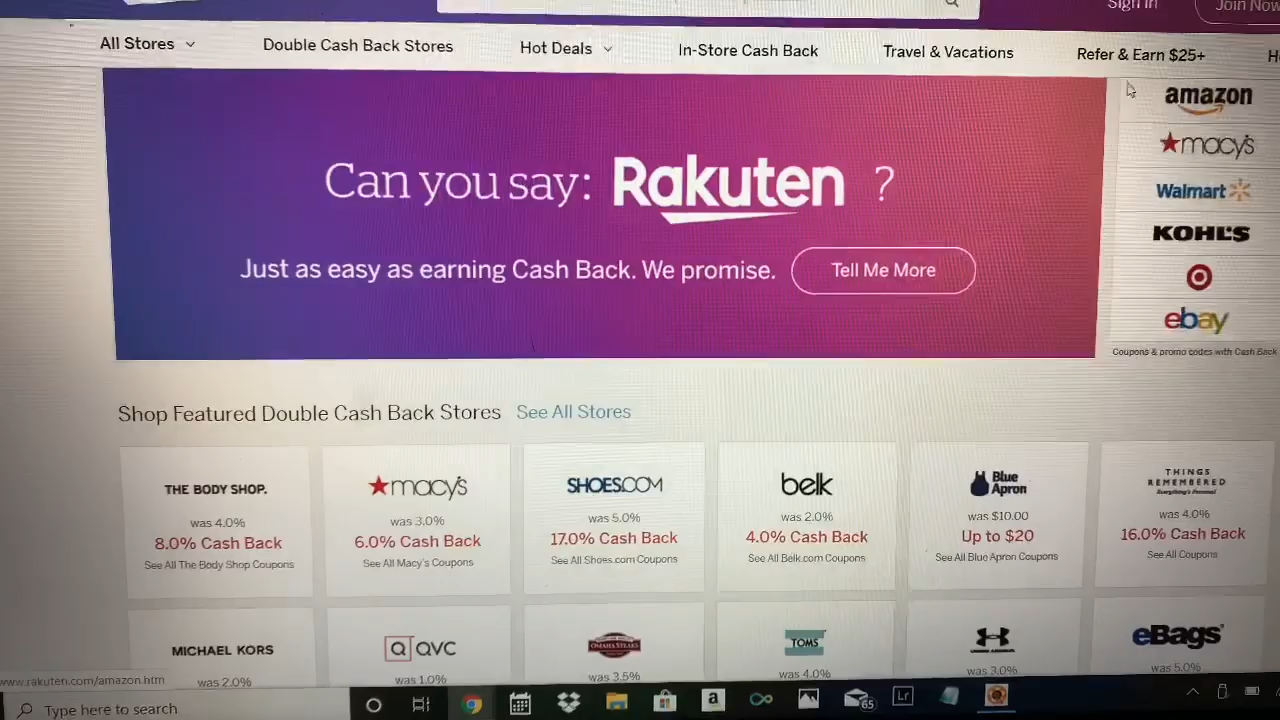 Sign In
Join Now
All Stores
Double Cash Back Stores
Hot Deals
In-Store Cash Back
Travel & Vacations
Refer & Earn $25+
Can you say: Rakuten ?
Just as easy as earning Cash Back. We promise.
Tell Me More
amazon
macy's
Walmart
KOHL'S
ebay
Coupons & promo codes with Cash Back
Shop Featured Double Cash Back Stores
See All Stores
THE BODY SHOP.
was 4.0%
8.0% Cash Back
See All The Body Shop Coupons
macy's
was 3.0%
6.0% Cash Back
See All Macy's Coupons
SHOES.COM
was 5.0%
17.0% Cash Back
See All Shoes.com Coupons
belk
was 2.0%
4.0% Cash Back
See All Belk.com Coupons
Blue
Apron
was $10.00
Up to $20
See All Blue Apron Coupons
THINGS
REMEMBERED
Everything's Personal
was 4.0%
16.0% Cash Back
See All Coupons
MICHAEL KORS
was 2.0%
Q QVC
was 1.0%
OMAHA STEAKS
was 3.5%
TOMS
was 4.0%
UNDER ARMOUR
was 3.0%
eBags
was 5.0%
www.rakuten.com/amazon.htm
Type here to search
a
65
Lr